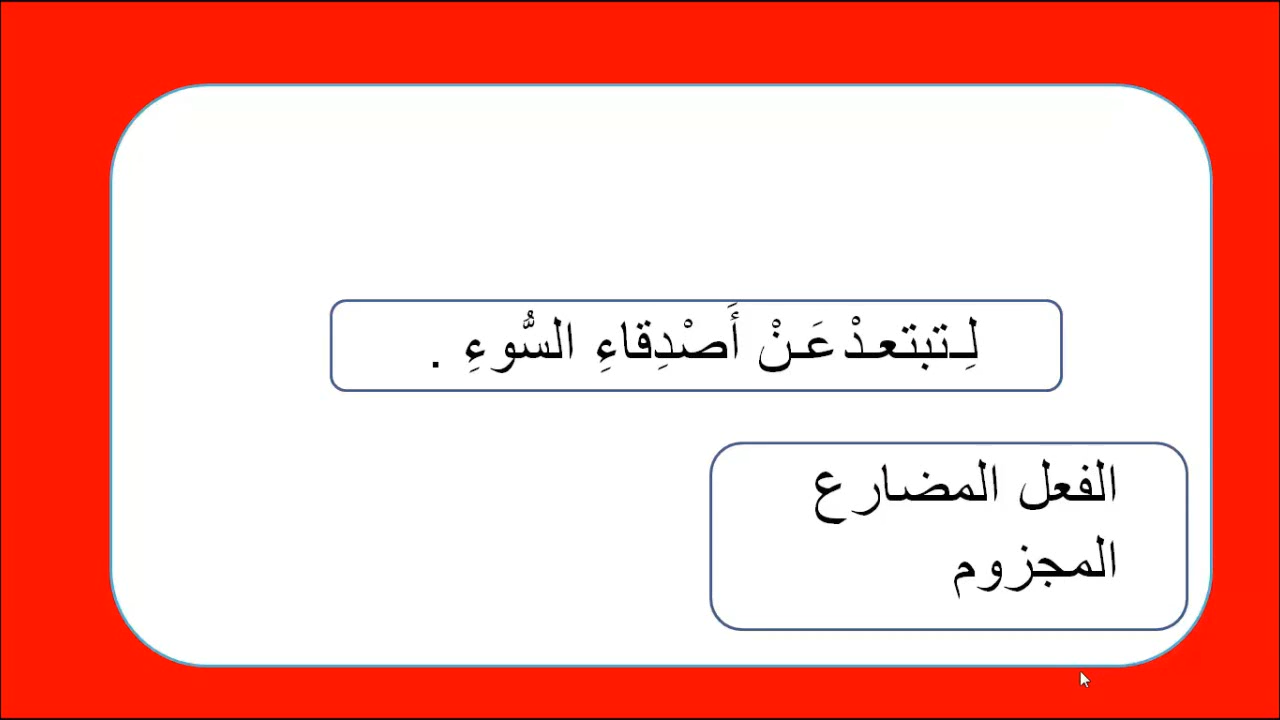 لِـتبتعـدْ عَـنْ أَصْدِقاءِ السُّوءِ .
الفعل المضارع
المجزوم